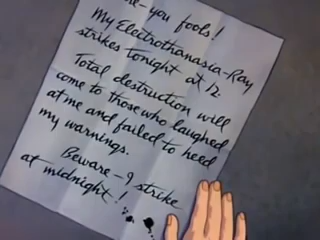 -you fools!
My Electrothanasia-Ray
strikes tonight at 12.
Total destruction will
come to those who laughed
at me and failed to heed
my warnings.
Beware-I strike
at midnight!